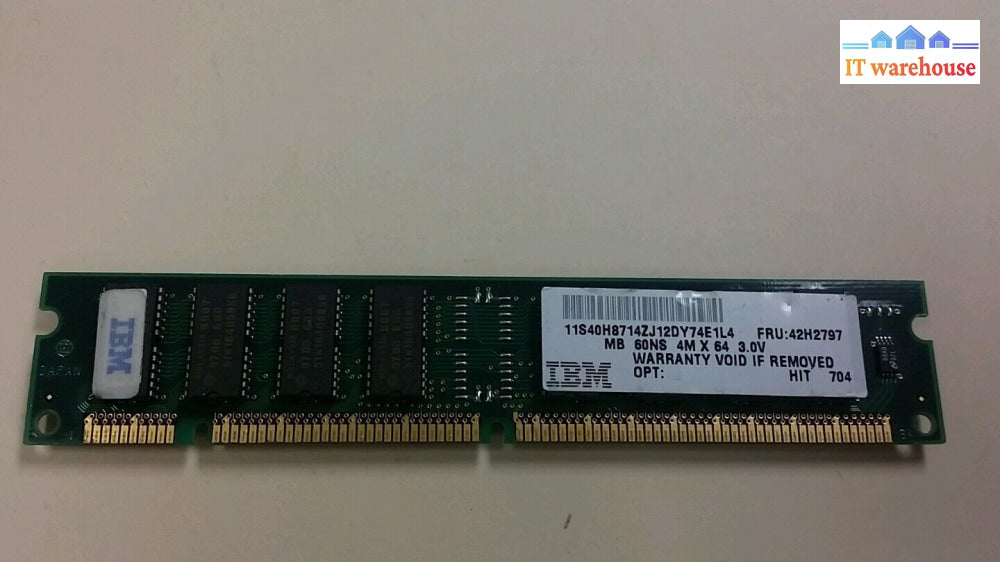 IT warehouse
IBM
11S40H8714ZJ12DY74E1L4 FRU:42H2797
MB 60NS 4M X 64 3.0V
WARRANTY VOID IF REMOVED
IBM OPT: HIT 704
JAPAN